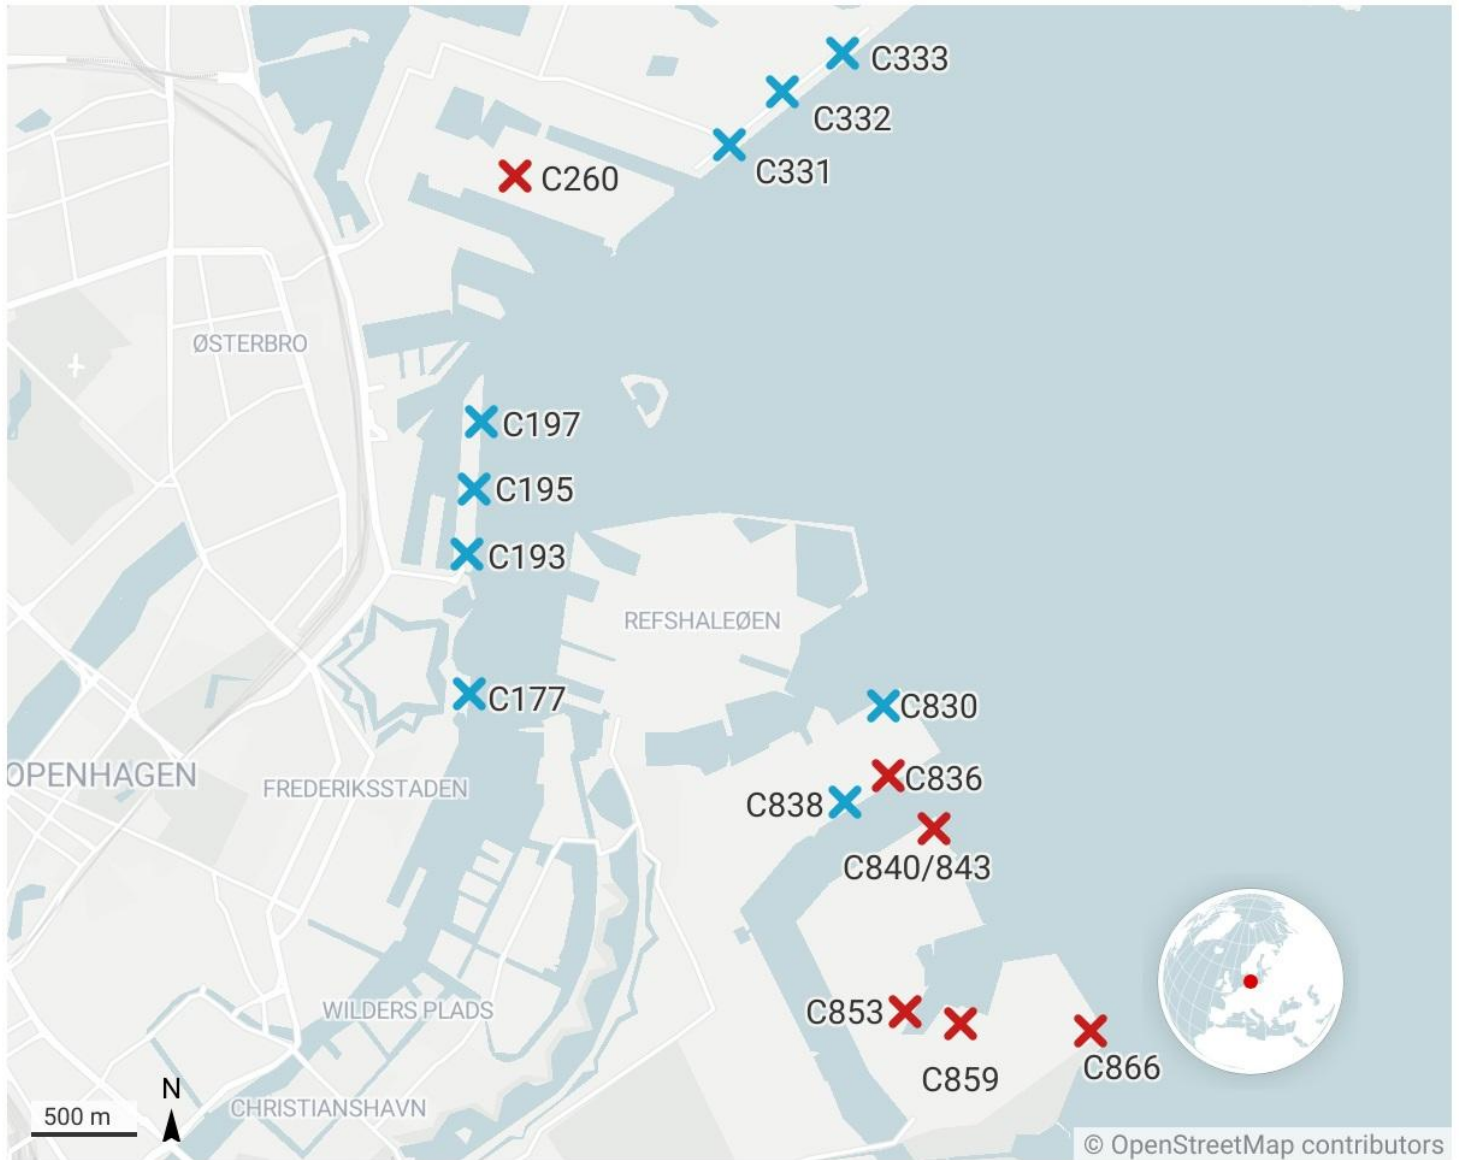 C333
C332
C331
C260
ØSTERBRO
C197
C195
C193
REFSHALEØEN
C177
C830
OPENHAGEN
FREDERIKSSTADEN
C836
C838
C840/843
WILDERS PLADS
C853
C859
C866
N
500 m
CHRISTIANSHAVN
© OpenStreetMap contributors